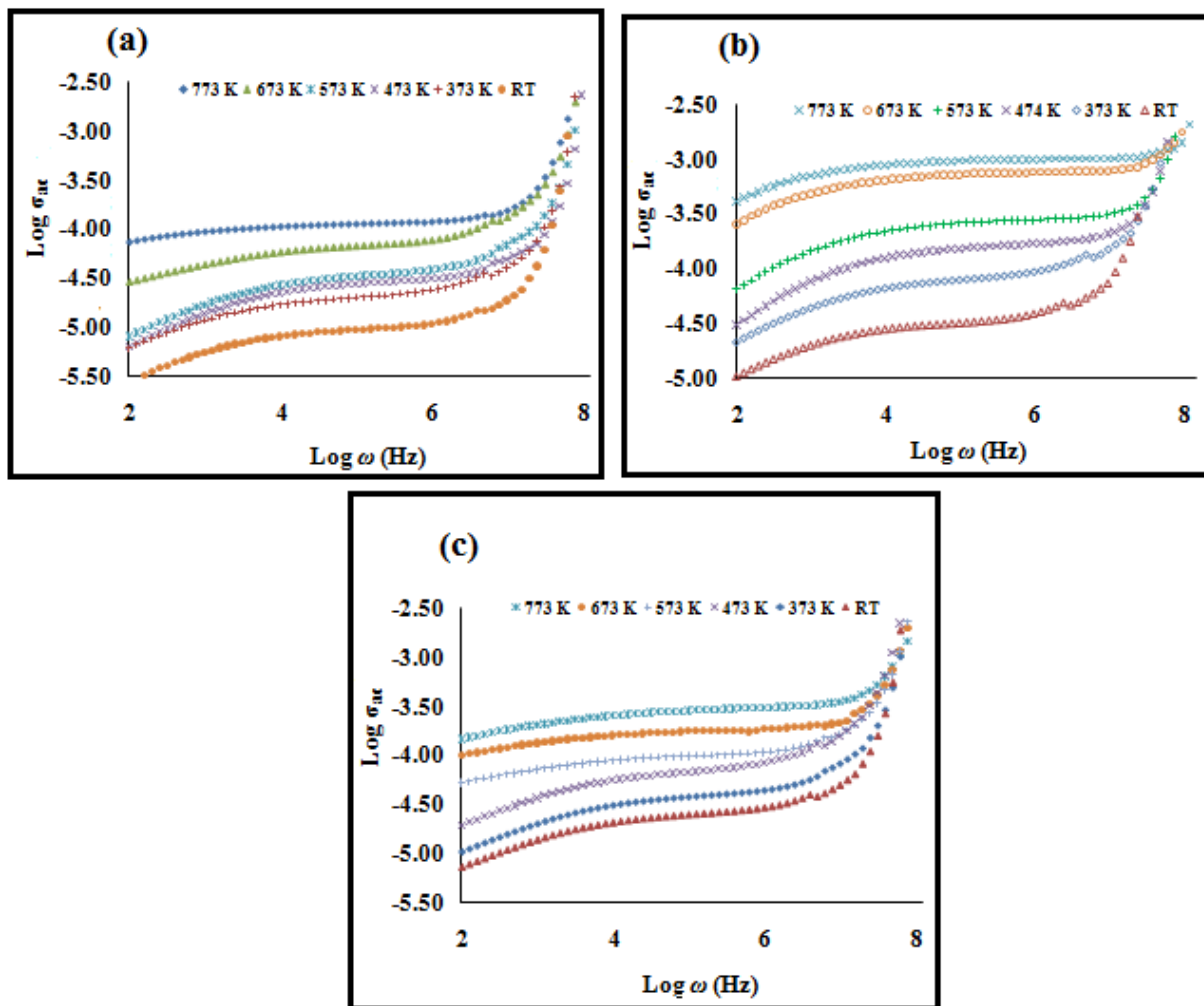 (a)
773 K 673 K 573 K 473 K 373 K RT
-2.50
-3.00
-3.50
-4.00
-4.50
-5.00
-5.50
Log σac
2 4 6 8
Log ω (Hz)
(b)
773 K 673 K 573 K 474 K 373 K RT
-2.50
-3.00
-3.50
-4.00
-4.50
-5.00
Log σac
2 4 6 8
Log ω (Hz)
(c)
773 K 673 K 573 K 473 K 373 K RT
-2.50
-3.00
-3.50
-4.00
-4.50
-5.00
-5.50
Log σac
2 4 6 8
Log ω (Hz)